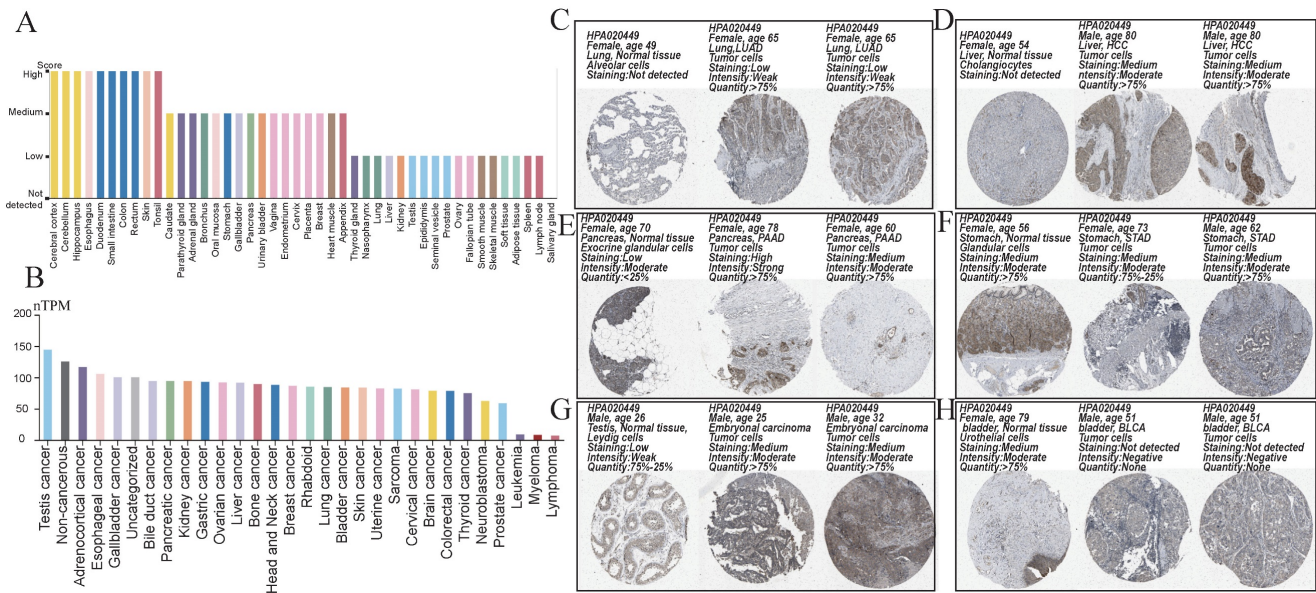 A
Score
High
Medium
Low
Not
detected
Cerebral cortex
Cerebellum
Hippocampus
Esophagus
Duodenum
Small intestine
Colon
Rectum
Skin
Tonsil
Caudate
Parathyroid gland
Adrenal gland
Bronchus
Oral mucosa
Stomach
Gallbladder
Pancreas
Urinary bladder
Vagina
Endometrium
Cervix
Placenta
Breast
Heart muscle
Appendix
Thyroid gland
Nasopharynx
Lung
Liver
Kidney
Testis
Epididymis
Seminal vesicle
Prostate
Ovary
Fallopian tube
Smooth muscle
Skeletal muscle
Soft tissue
Adipose tissue
Spleen
Lymph node
Salivary gland
B
nTPM
200
150
100
50
0
Testis cancer
Non-cancerous
Adrenocortical cancer
Esophageal cancer
Gallbladder cancer
Uncategorized
Bile duct cancer
Pancreatic cancer
Kidney cancer
Gastric cancer
Ovarian cancer
Liver cancer
Bone cancer
Head and Neck cancer
Breast cancer
Rhabdoid
Lung cancer
Bladder cancer
Skin cancer
Uterine cancer
Sarcoma
Cervical cancer
Brain cancer
Colorectal cancer
Thyroid cancer
Neuroblastoma
Prostate cancer
Leukemia
Myeloma
Lymphoma
C
HPA020449
Female, age 49
Lung, Normal tissue
Alveolar cells
Staining:Not detected
HPA020449
Female, age 65
Lung,LUAD
Tumor cells
Staining:Low
Intensity:Weak
Quantity:>75%
HPA020449
Female, age 65
Lung, LUAD
Tumor cells
Staining:Low
Intensity:Weak
Quantity:>75%
D
HPA020449
Female, age 54
Liver, Normal tissue
Cholangiocytes
Staining:Not detected
HPA020449
Male, age 80
Liver, HCC
Tumor cells
Staining:Medium
ntensity:Moderate
Quantity:>75%
HPA020449
Male, age 80
Liver, HCC
Tumor cells
Staining:Medium
Intensity:Moderate
Quantity:>75%
E
HPA020449
Female, age 70
Pancreas, Normal tissue
Exocrine glandular cells
Staining:Low
Intensity:Moderate
Quantity:<25%
HPA020449
Female, age 78
Pancreas, PAAD
Tumor cells
Staining:High
Intensity:Strong
Quantity:>75%
HPA020449
Female, age 60
Pancreas, PAAD
Tumor cells
Staining:Medium
Intensity:Moderate
Quantity:>75%
F
HPA020449
Female, age 56
Stomach, Normal tissue
Glandular cells
Staining:Medium
Intensity:Moderate
Quantity:>75%
HPA020449
Female, age 73
Stomach, STAD
Tumor cells
Staining:Medium
Intensity:Moderate
Quantity:75%-25%
HPA020449
Male, age 62
Stomach, STAD
Tumor cells
Staining:Medium
Intensity:Moderate
Quantity:>75%
G
HPA020449
Male, age 26
Testis, Normal tissue,
Leydig cells
Staining:Low
Intensity:Weak
Quantity:75%-25%
HPA020449
Male, age 25
Embryonal carcinoma
Tumor cells
Staining:Medium
Intensity:Moderate
Quantity:>75%
HPA020449
Male, age 32
Embryonal carcinoma
Tumor cells
Staining:Medium
Intensity:Moderate
Quantity:>75%
H
HPA020449
Female, age 79
bladder, Normal tissue
Urothelial cells
Staining:Medium
Intensity:Moderate
Quantity:>75%
HPA020449
Male, age 51
bladder, BLCA
Tumor cells
Staining:Not detected
Intensity:Negative
Quantity:None
HPA020449
Male, age 51
bladder, BLCA
Tumor cells
Staining:Not detected
Intensity:Negative
Quantity:None